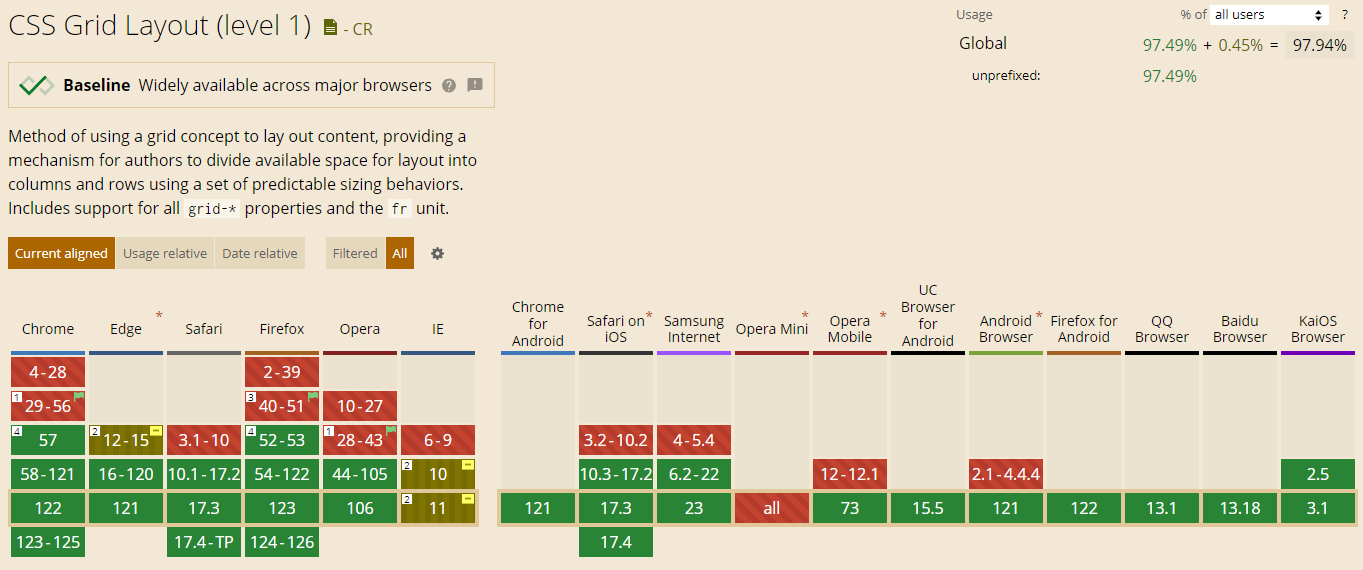 CSS Grid Layout (level 1) - CR
Usage % of all users ?
Global 97.49% + 0.45% = 97.94%
unprefixed: 97.49%
Baseline Widely available across major browsers ?
Method of using a grid concept to lay out content, providing a
mechanism for authors to divide available space for layout into
columns and rows using a set of predictable sizing behaviors.
Includes support for all grid-* properties and the fr unit.
Current aligned Usage relative Date relative Filtered All
Chrome
Edge *
Safari
Firefox
Opera
IE
Chrome
for
Android
Safari on *
iOS
Samsung
Internet
Opera Mini *
Opera *
Mobile
UC
Browser
for
Android
Android *
Browser
Firefox for
Android
QQ
Browser
Baidu
Browser
KaiOS
Browser
4-28 2-39
1 29-56 3 40-51 10-27
4 57 2 12-15 3.1-10 4 52-53 1 28-43 6-9 3.2-10.2 4-5.4
58-121 16-120 10.1-17.2 54-122 44-105 2 10 10.3-17.2 6.2-22 12-12.1 2.1-4.4.4 2.5
122 121 17.3 123 106 2 11 121 17.3 23 all 73 15.5 121 122 13.1 13.18 3.1
123-125 17.4-TP 124-126 17.4